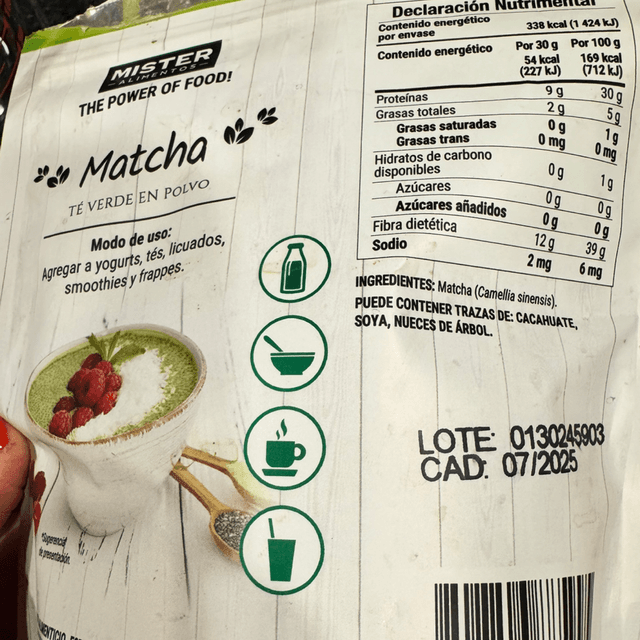 MISTER
ALIMENTOS
THE POWER OF FOOD!
Matcha
TÉ VERDE EN POLVO
Modo de uso:
Agregar a yogurts, tés, licuados,
smoothies y frappes.
*Sugerencia
de presentación.
Declaración Nutrimental
Contenido energético
por envase 338 kcal (1 424 kJ)
Contenido energético Por 30 g Por 100 g
54 kcal 169 kcal
(227 kJ) (712 kJ)
Proteínas 9 g 30 g
Grasas totales 2 g 5 g
Grasas saturadas 0 g 1 g
Grasas trans 0 mg 0 mg
Hidratos de carbono
disponibles 0 g 1 g
Azúcares 0 g 0 g
Azúcares añadidos 0 g 0 g
Fibra dietética 12 g 39 g
Sodio 2 mg 6 mg
INGREDIENTES: Matcha (Camellia sinensis).
PUEDE CONTENER TRAZAS DE: CACAHUATE,
SOYA, NUECES DE ÁRBOL.
LOTE: 0130245903
CAD: 07/2025